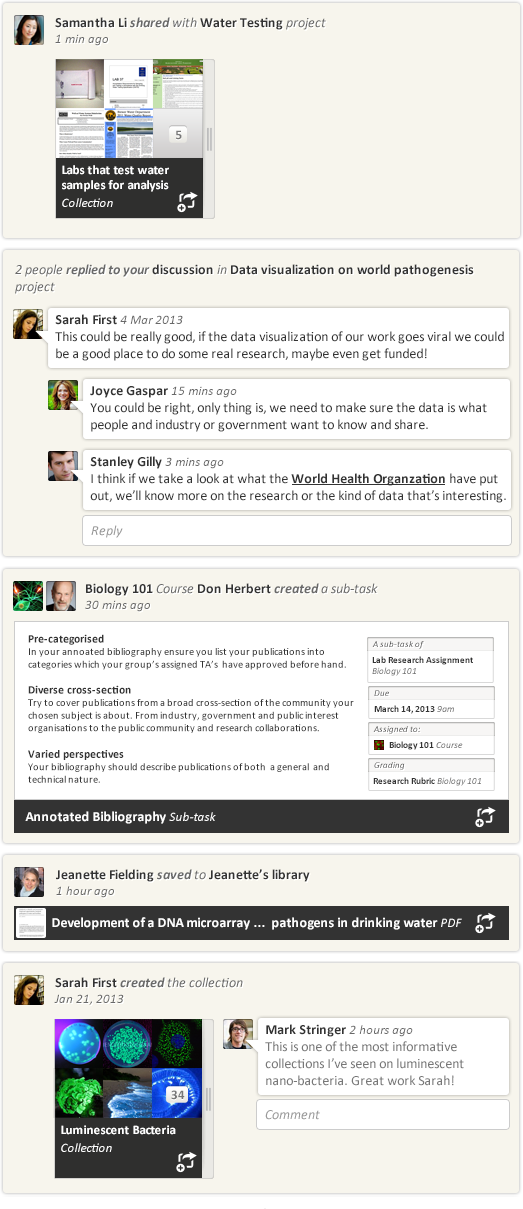 Samantha Li shared with Water Testing project
1 min ago
LAB 37
5
Labs that test water
samples for analysis
Collection
2 people replied to your discussion in Data visualization on world pathogenesis
project
Sarah First 4 Mar 2013
This could be really good, if the data visualization of our work goes viral we could
be a good place to do some real research, maybe even get funded!
Joyce Gaspar 15 mins ago
You could be right, only thing is, we need to make sure the data is what
people and industry or government want to know and share.
Stanley Gilly 3 mins ago
I think if we take a look at what the World Health Organzation have put
out, we'll know more on the research or the kind of data that's interesting.
Reply
Biology 101 Course Don Herbert created a sub-task
30 mins ago
Pre-categorised
In your annoated bibliography ensure you list your publications into
categories which your group's assigned TA's have approved before hand.
Diverse cross-section
Try to cover publications from a broad cross-section of the community your
chosen subject is about. From industry, government and public interest
organisations to the public community and research collaborations.
Varied perspectives
Your bibliography should describe publications of both a general and
technical nature.
A sub-task of
Lab Research Assignment
Biology 101
Due
March 14, 2013 9am
Assigned to:
Biology 101 Course
Grading
Research Rubric Biology 101
Annotated Bibliography Sub-task
Jeanette Fielding saved to Jeanette's library
1 hour ago
Development of a DNA microarray ... pathogens in drinking water PDF
Sarah First created the collection
Jan 21, 2013
34
Luminescent Bacteria
Collection
Mark Stringer 2 hours ago
This is one of the most informative
collections I've seen on luminescent
nano-bacteria. Great work Sarah!
Comment